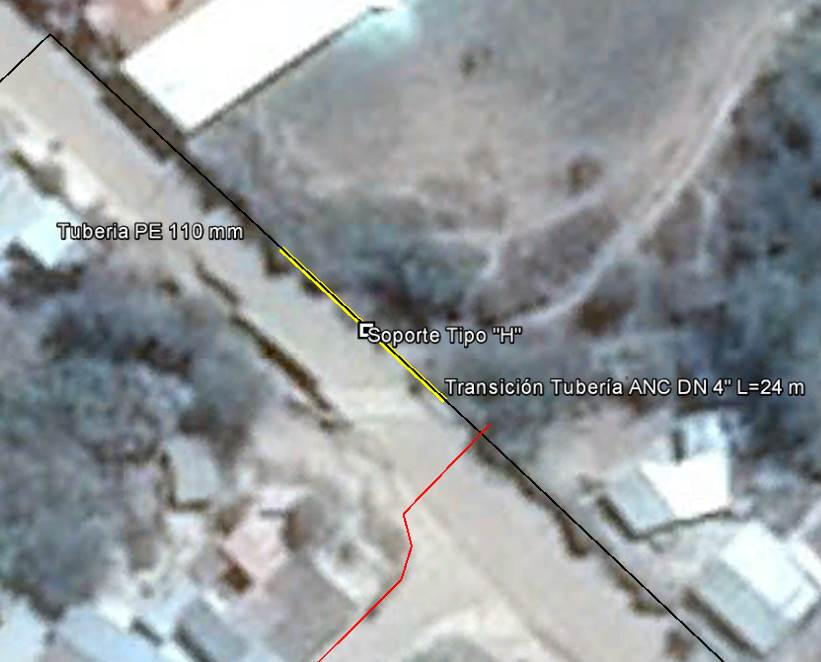 Tuberia PE 110 mm
Soporte Tipo "H"
Transición Tubería ANC DN 4" L=24 m